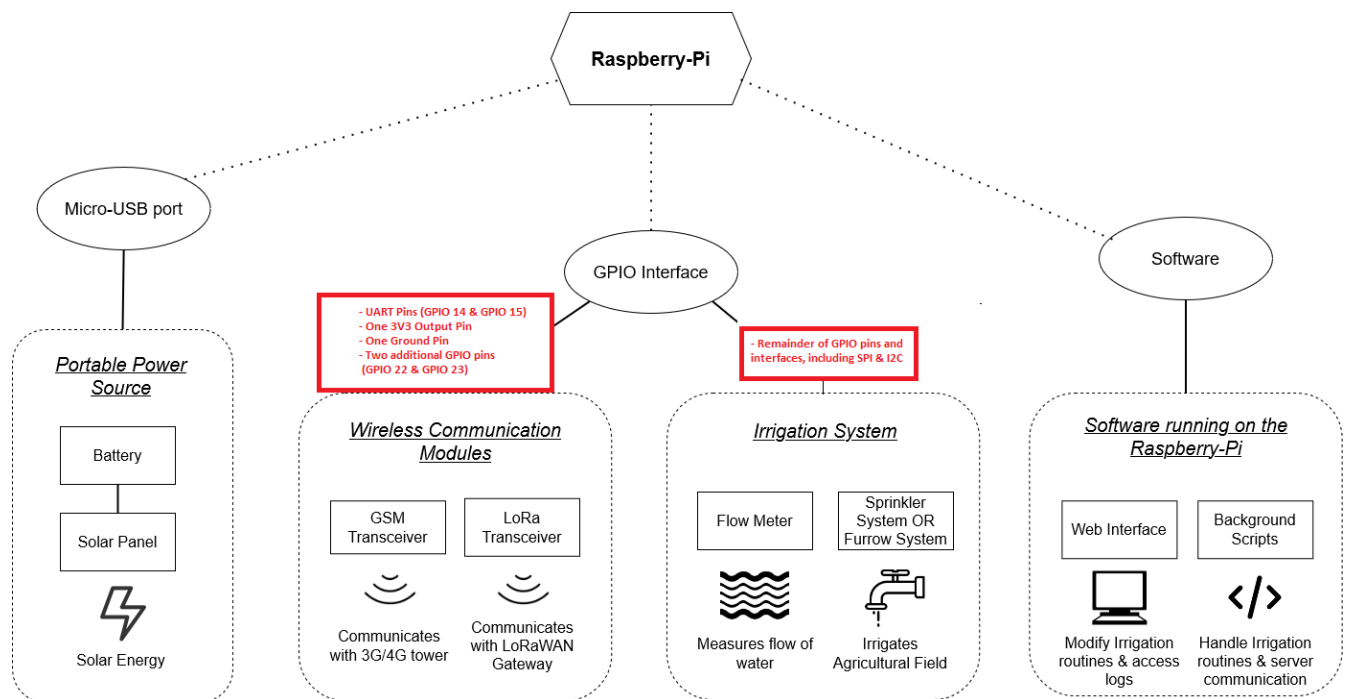 Raspberry-Pi
Micro-USB port
GPIO Interface
Software
- UART Pins (GPIO 14 & GPIO 15)
- One 3V3 Output Pin
- One Ground Pin
- Two additional GPIO pins
(GPIO 22 & GPIO 23)
- Remainder of GPIO pins and
interfaces, including SPI & I2C
Portable Power
Source
Battery
Solar Panel
Solar Energy
Wireless Communication
Modules
GSM
Transceiver
LoRa
Transceiver
Communicates
with 3G/4G tower
Communicates
with LoRaWAN
Gateway
Irrigation System
Flow Meter
Sprinkler
System OR
Furrow System
Measures flow of
water
Irrigates
Agricultural Field
Software running on the
Raspberry-Pi
Web Interface
Background
Scripts
</>
Modify Irrigation
routines & access
logs
Handle Irrigation
routines & server
communication